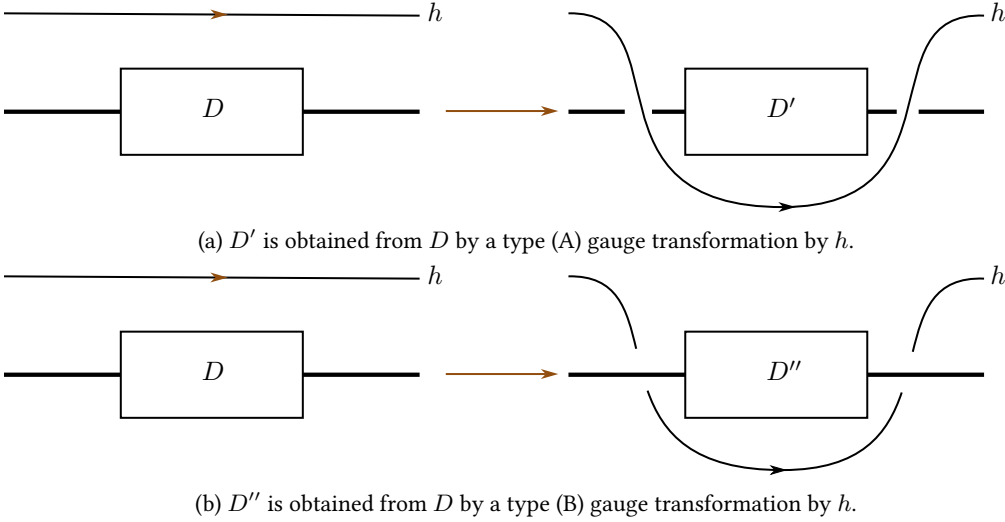 h h
D D′
(a) D′ is obtained from D by a type (A) gauge transformation by h.
h h
D D″
(b) D″ is obtained from D by a type (B) gauge transformation by h.